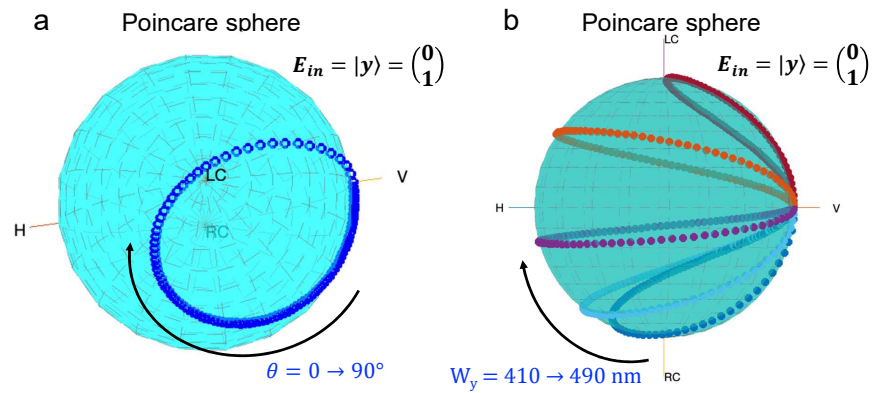 a
Poincare sphere
E_in = |y⟩ = (0 1)
LC
V
H
RC
θ = 0 → 90°
b
Poincare sphere
LC
E_in = |y⟩ = (0 1)
H
V
W_y = 410 → 490 nm
RC